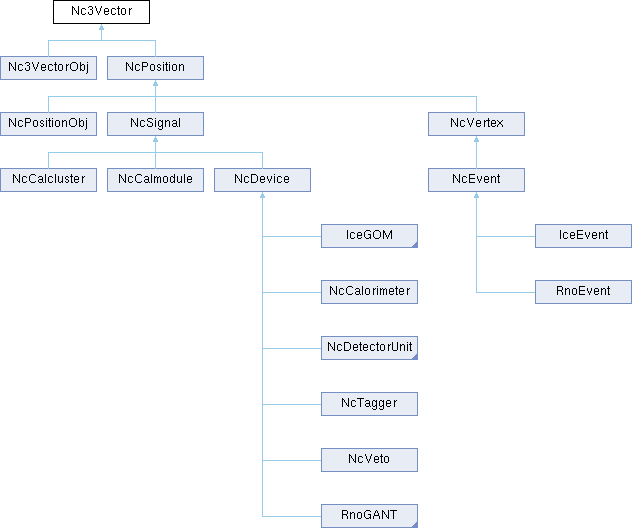 Nc3Vector
Nc3VectorObj
NcPosition
NcPositionObj
NcSignal
NcVertex
NcCalcluster
NcCalmodule
NcDevice
NcEvent
IceGOM
IceEvent
NcCalorimeter
RnoEvent
NcDetectorUnit
NcTagger
NcVeto
RnoGANT